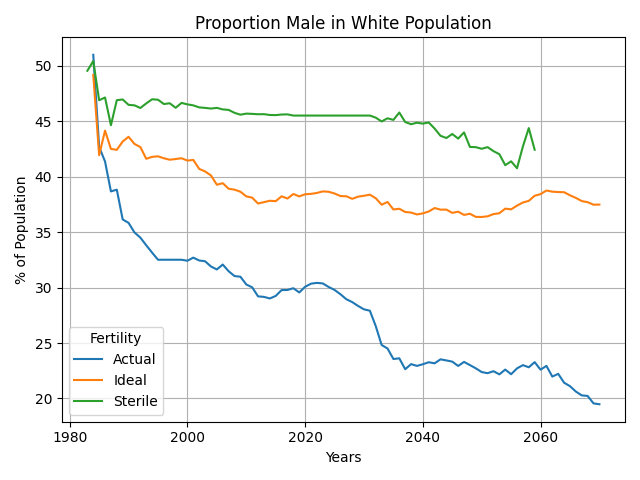 Proportion Male in White Population
% of Population
50
45
40
35
30
25
20
Fertility
Actual
Ideal
Sterile
1980
2000
2020
2040
2060
Years